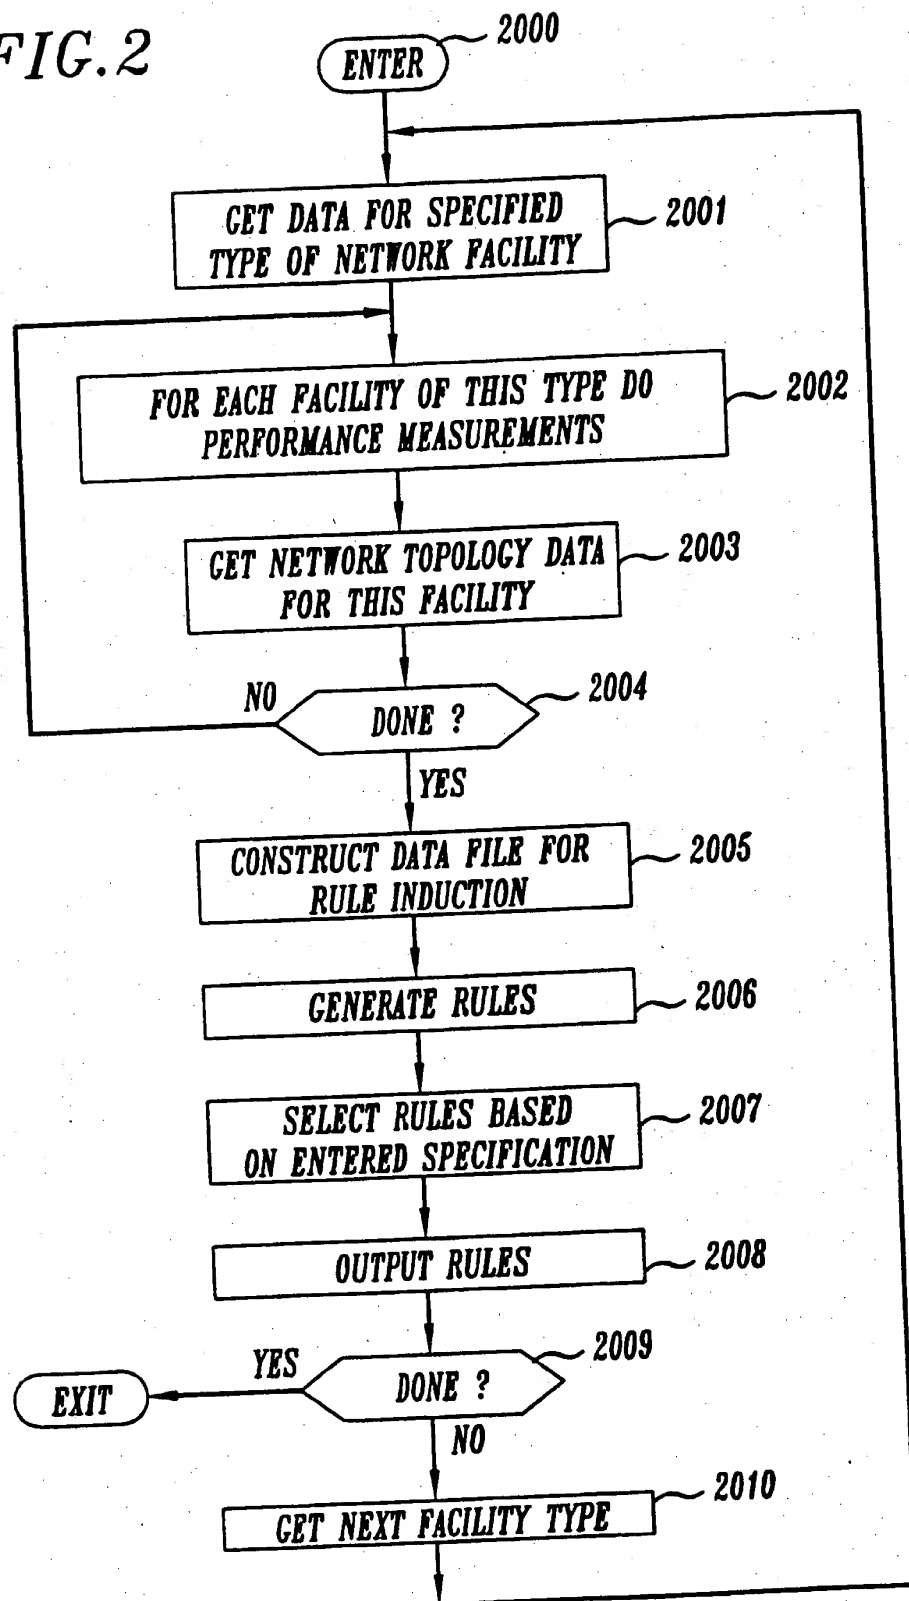 FIG.2
2000
ENTER
GET DATA FOR SPECIFIED
TYPE OF NETWORK FACILITY
2001
FOR EACH FACILITY OF THIS TYPE DO
PERFORMANCE MEASUREMENTS
2002
GET NETWORK TOPOLOGY DATA
FOR THIS FACILITY
2003
NO
DONE ?
2004
YES
CONSTRUCT DATA FILE FOR
RULE INDUCTION
2005
GENERATE RULES
2006
SELECT RULES BASED
ON ENTERED SPECIFICATION
2007
OUTPUT RULES
2008
YES
DONE ?
2009
EXIT
NO
GET NEXT FACILITY TYPE
2010